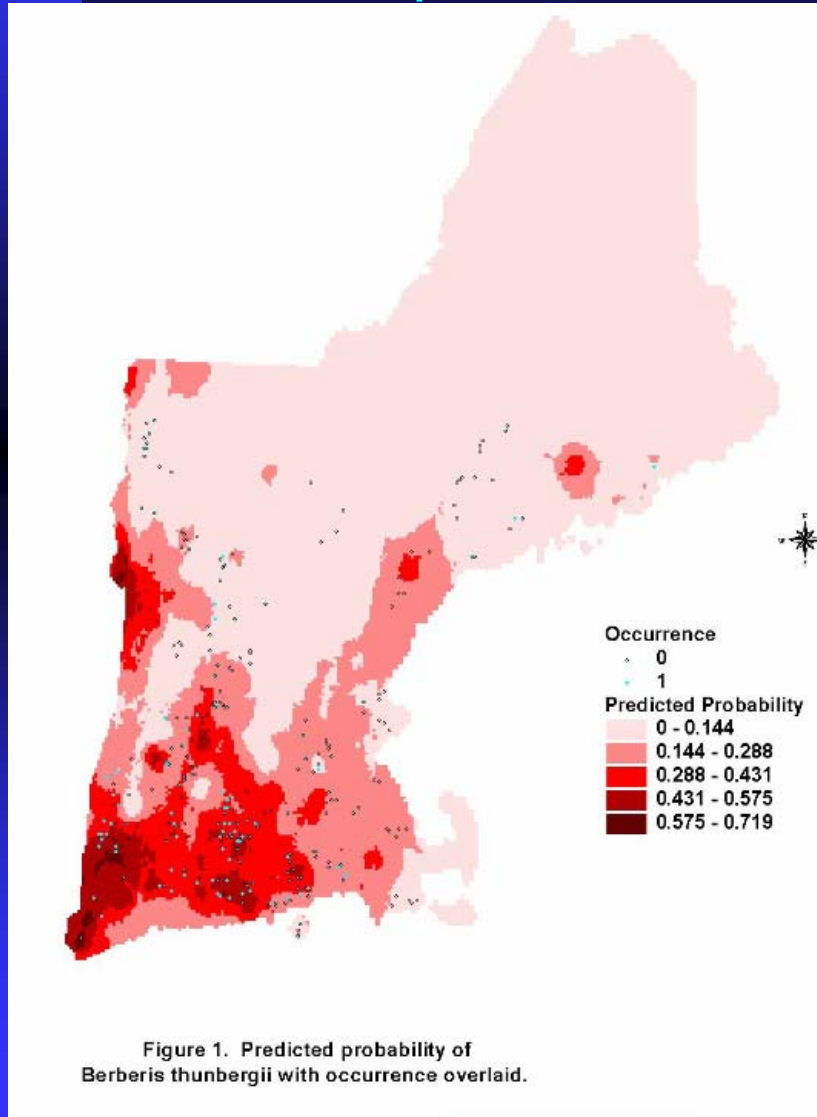 Occurrence
0
1
Predicted Probability
0 - 0.144
0.144 - 0.288
0.288 - 0.431
0.431 - 0.575
0.575 - 0.719
Figure 1. Predicted probability of
Berberis thunbergii with occurrence overlaid.